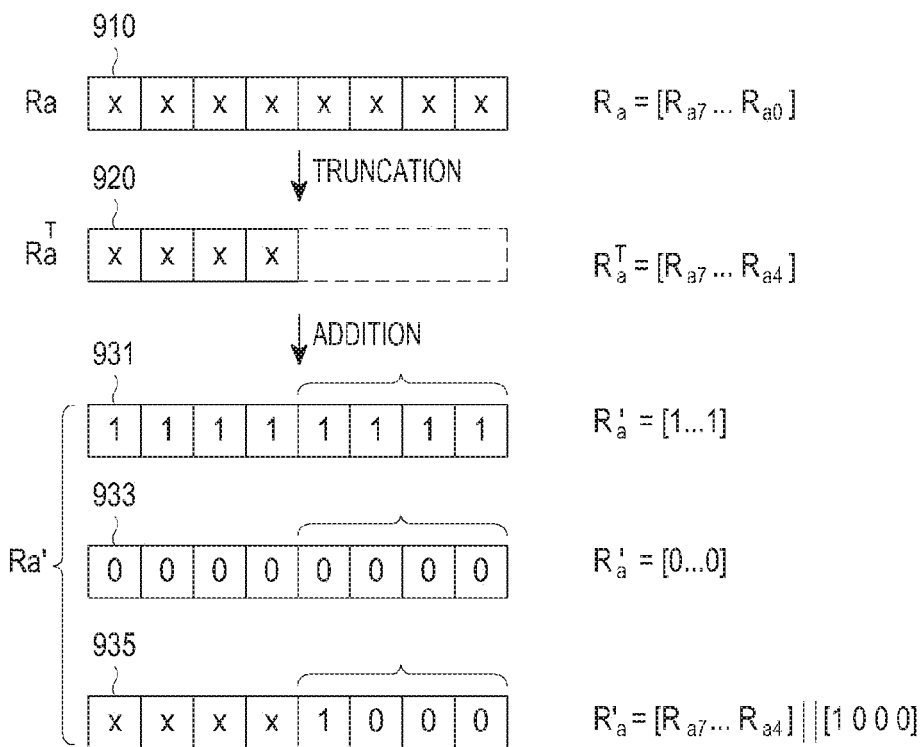 910
Ra x x x x x x x x R_a = [R_a7 ... R_a0]
TRUNCATION
920
Ra^T x x x x R_a^T = [R_a7 ... R_a4]
ADDITION
931
1 1 1 1 1 1 1 1 R'_a = [1...1]
933
Ra' 0 0 0 0 0 0 0 0 R'_a = [0...0]
935
x x x x 1 0 0 0 R'_a = [R_a7 ... R_a4] || [1 0 0 0]